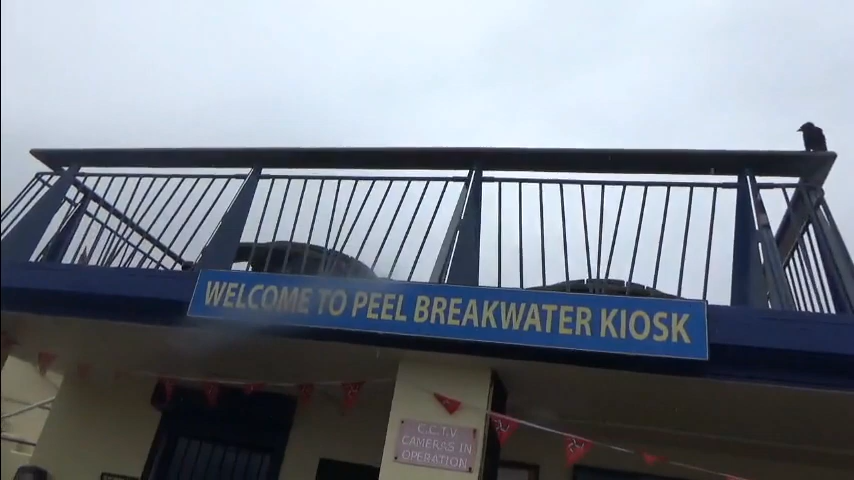 WELCOME TO PEEL BREAKWATER KIOSK
C.C.T.V
CAMERAS IN
OPERATION